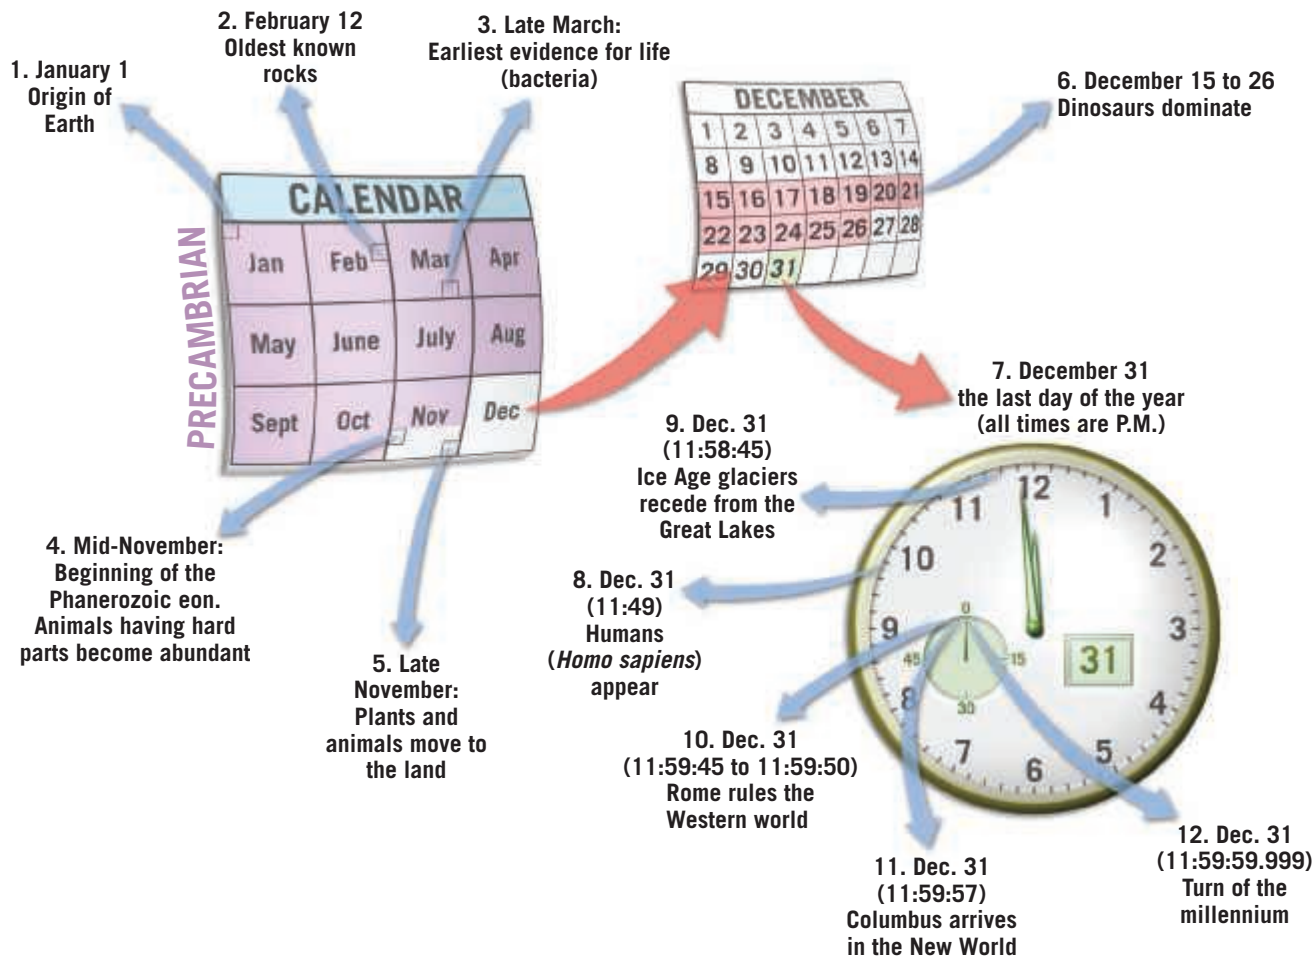 1. January 1
Origin of
Earth
2. February 12
Oldest known
rocks
3. Late March:
Earliest evidence for life
(bacteria)
PRECAMBRIAN
CALENDAR
Jan Feb Mar Apr
May June July Aug
Sept Oct Nov Dec
4. Mid-November:
Beginning of the
Phanerozoic eon.
Animals having hard
parts become abundant
5. Late
November:
Plants and
animals move to
the land
DECEMBER
1 2 3 4 5 6 7
8 9 10 11 12 13 14
15 16 17 18 19 20 21
22 23 24 25 26 27 28
29 30 31
6. December 15 to 26
Dinosaurs dominate
7. December 31
the last day of the year
(all times are P.M.)
12
1
2
3
4
5
6
7
8
9
10
11
0
15
30
45
31
8. Dec. 31
(11:49)
Humans
(Homo sapiens)
appear
9. Dec. 31
(11:58:45)
Ice Age glaciers
recede from the
Great Lakes
10. Dec. 31
(11:59:45 to 11:59:50)
Rome rules the
Western world
11. Dec. 31
(11:59:57)
Columbus arrives
in the New World
12. Dec. 31
(11:59:59.999)
Turn of the
millennium